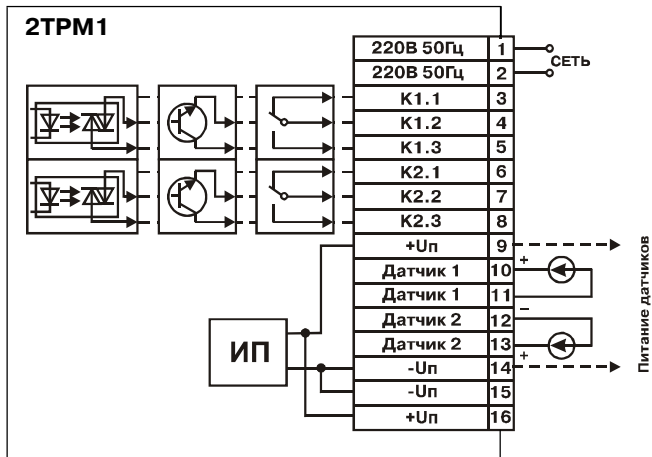 2ТРМ1
220В 50Гц 1
220В 50Гц 2
СЕТЬ
К1.1 3
К1.2 4
К1.3 5
К2.1 6
К2.2 7
К2.3 8
+Uп 9
Датчик 1 10 +
Датчик 1 11
Датчик 2 12 –
Датчик 2 13
-Uп 14 +
-Uп 15
+Uп 16
ИП
Питание датчиков